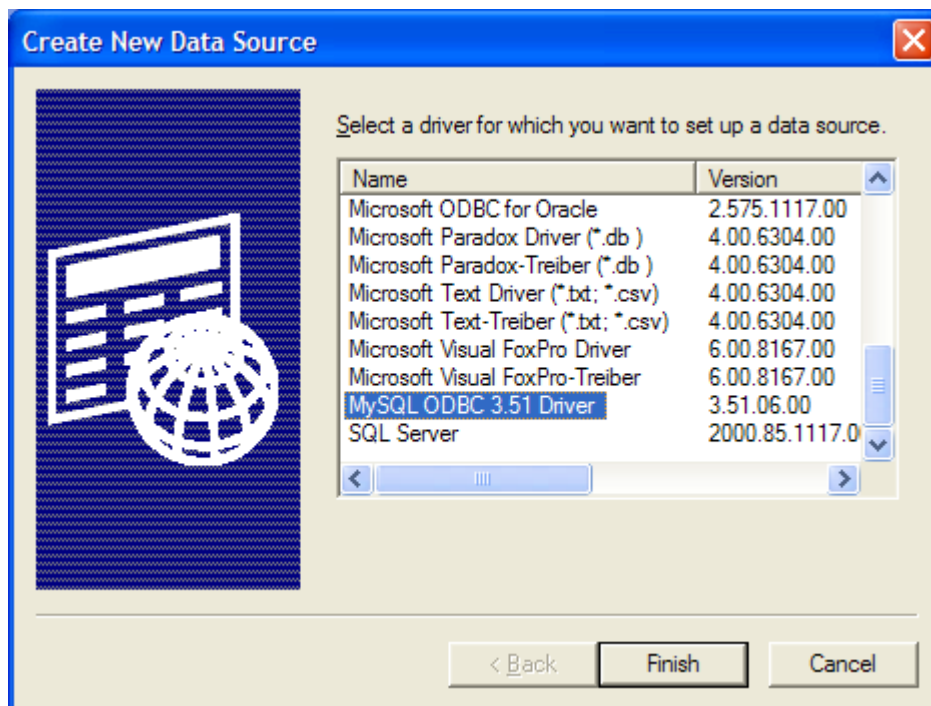 Create New Data Source
Select a driver for which you want to set up a data source.
Name Version
Microsoft ODBC for Oracle 2.575.1117.00
Microsoft Paradox Driver (*.db ) 4.00.6304.00
Microsoft Paradox-Treiber (*.db ) 4.00.6304.00
Microsoft Text Driver (*.txt; *.csv) 4.00.6304.00
Microsoft Text-Treiber (*.txt; *.csv) 4.00.6304.00
Microsoft Visual FoxPro Driver 6.00.8167.00
Microsoft Visual FoxPro-Treiber 6.00.8167.00
MySQL ODBC 3.51 Driver 3.51.06.00
SQL Server 2000.85.1117.0
< Back Finish Cancel